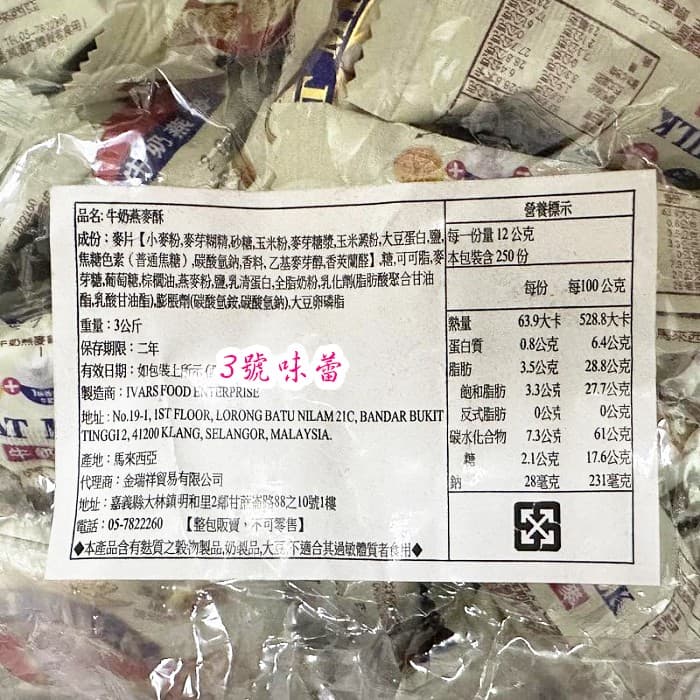 品名: 牛奶燕麥酥
成份：麥片【小麥粉,麥芽糊精,砂糖,玉米粉,麥芽糖漿,玉米澱粉,大豆蛋白,鹽,
焦糖色素（普通焦糖）,碳酸氫鈉,香料,乙基麥芽醇,香莢蘭醛】,糖,可可脂,麥
芽糖,葡萄糖,棕櫚油,燕麥粉,鹽,乳清蛋白,全脂奶粉,乳化劑(脂肪酸聚合甘油
酯,乳酸甘油酯),膨脹劑(碳酸氫銨,碳酸氫鈉),大豆卵磷脂
重量：3公斤
保存期限：二年
有效日期：如包裝上所示
3號味蕾
製造商：IVARS FOOD ENTERPRISE
地址：No.19-1, 1ST FLOOR, LORONG BATU NILAM 21C, BANDAR BUKIT
TINGGI2, 41200 KLANG, SELANGOR, MALAYSIA.
產地：馬來西亞
代理商：金瑞祥貿易有限公司
地址：嘉義縣大林鎮明和里2鄰甘蔗崙路88之10號1樓
電話：05-7822260 【整包販賣，不可零售】
◆本產品含有麩質之穀物製品,奶製品,大豆,不適合其過敏體質者食用◆
營養標示
每一份量 12 公克
本包裝含 250 份
每份 每100 公克
熱量 63.9大卡 528.8大卡
蛋白質 0.8公克 6.4公克
脂肪 3.5公克 28.8公克
飽和脂肪 3.3公克 27.7公克
反式脂肪 0公克 0公克
碳水化合物 7.3公克 61公克
糖 2.1公克 17.6公克
鈉 28毫克 231毫克